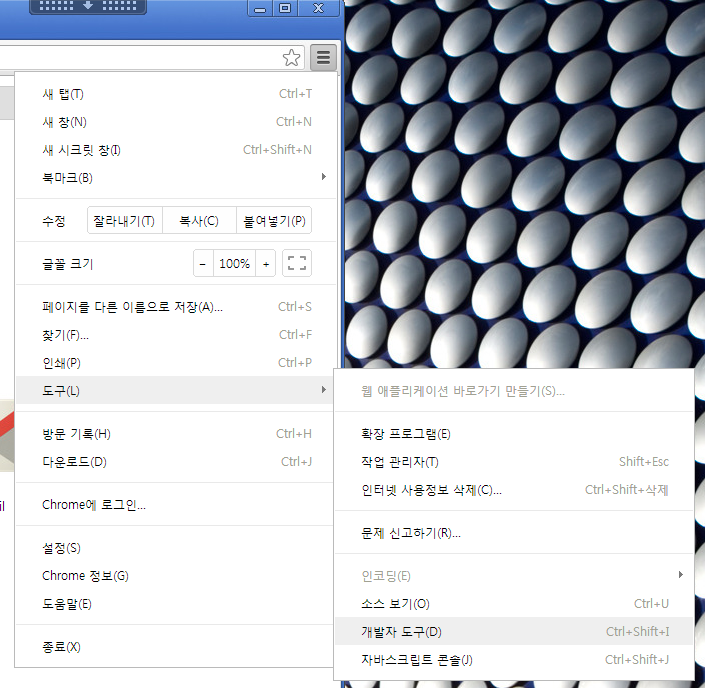 새 탭(T) Ctrl+T
새 창(N) Ctrl+N
새 시크릿 창(I) Ctrl+Shift+N
북마크(B)
수정 잘라내기(T) 복사(C) 붙여넣기(P)
글꼴 크기 − 100% +
페이지를 다른 이름으로 저장(A)... Ctrl+S
찾기(F)... Ctrl+F
인쇄(P) Ctrl+P
도구(L)
방문 기록(H) Ctrl+H
다운로드(D) Ctrl+J
Chrome에 로그인...
설정(S)
Chrome 정보(G)
도움말(E)
종료(X)
웹 애플리케이션 바로가기 만들기(S)...
확장 프로그램(E)
작업 관리자(T) Shift+Esc
인터넷 사용정보 삭제(C)... Ctrl+Shift+삭제
문제 신고하기(R)...
인코딩(E)
소스 보기(O) Ctrl+U
개발자 도구(D) Ctrl+Shift+I
자바스크립트 콘솔(J) Ctrl+Shift+J